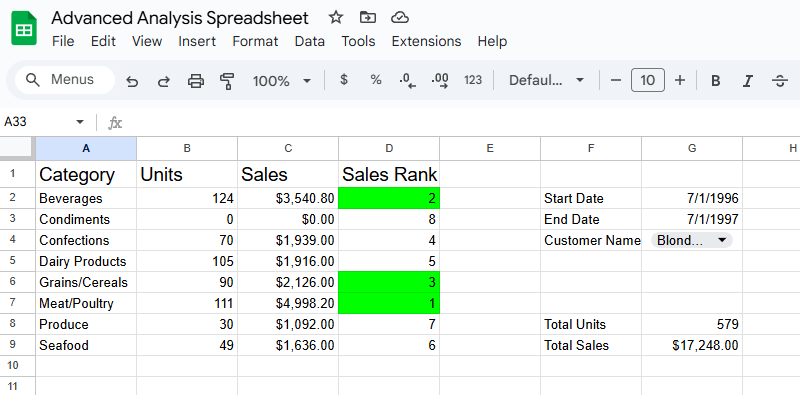 Advanced Analysis Spreadsheet
File Edit View Insert Format Data Tools Extensions Help
Menus 100% $ % .0 .00 123 Defaul... 10 B I S
A33 fx
A B C D E F G H
1 Category Units Sales Sales Rank
2 Beverages 124 $3,540.80 2 Start Date 7/1/1996
3 Condiments 0 $0.00 8 End Date 7/1/1997
4 Confections 70 $1,939.00 4 Customer Name Blond...
5 Dairy Products 105 $1,916.00 5
6 Grains/Cereals 90 $2,126.00 3
7 Meat/Poultry 111 $4,998.20 1
8 Produce 30 $1,092.00 7 Total Units 579
9 Seafood 49 $1,636.00 6 Total Sales $17,248.00
10
11